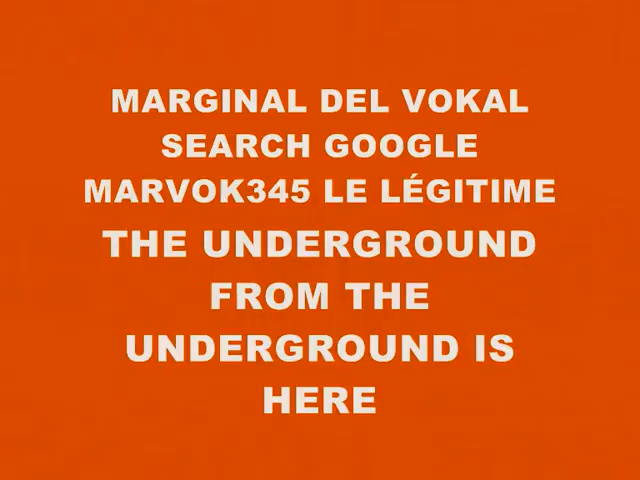 MARGINAL DEL VOKAL
SEARCH GOOGLE
MARVOK345 LE LÉGITIME
THE UNDERGROUND
FROM THE
UNDERGROUND IS
HERE